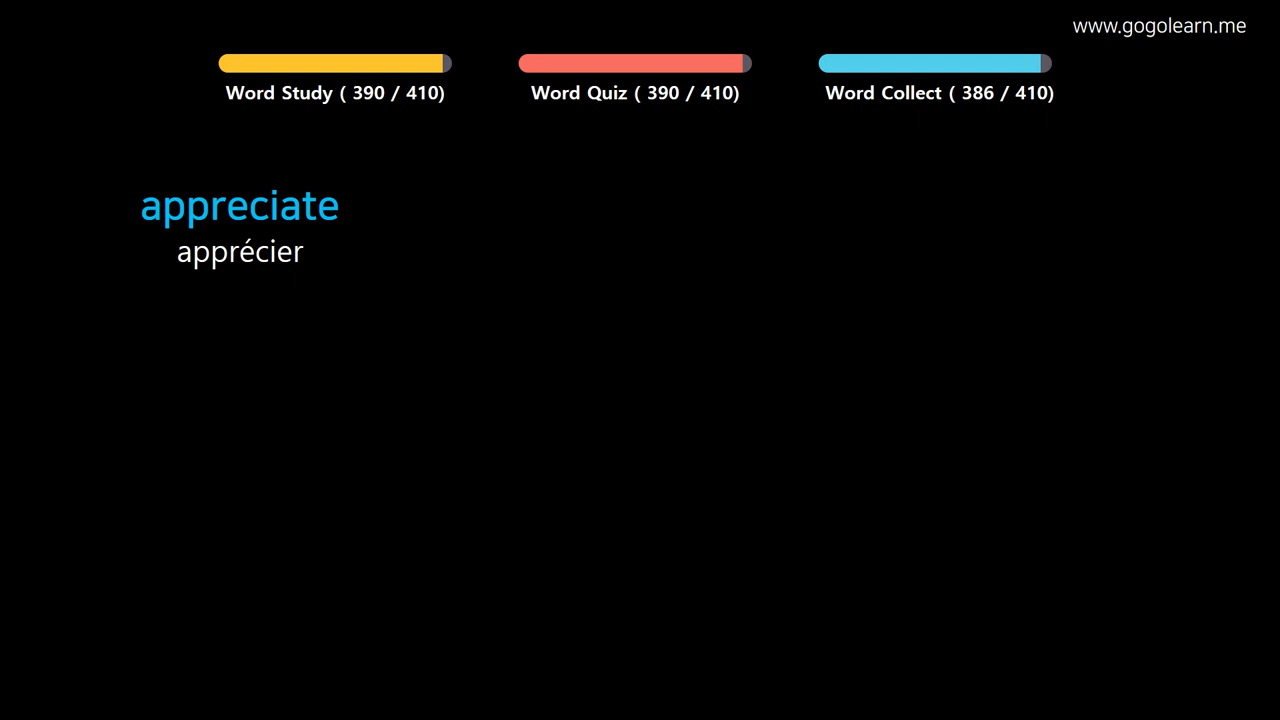 www.gogolearn.me
Word Study ( 390 / 410)
Word Quiz ( 390 / 410)
Word Collect ( 386 / 410)
appreciate
apprécier